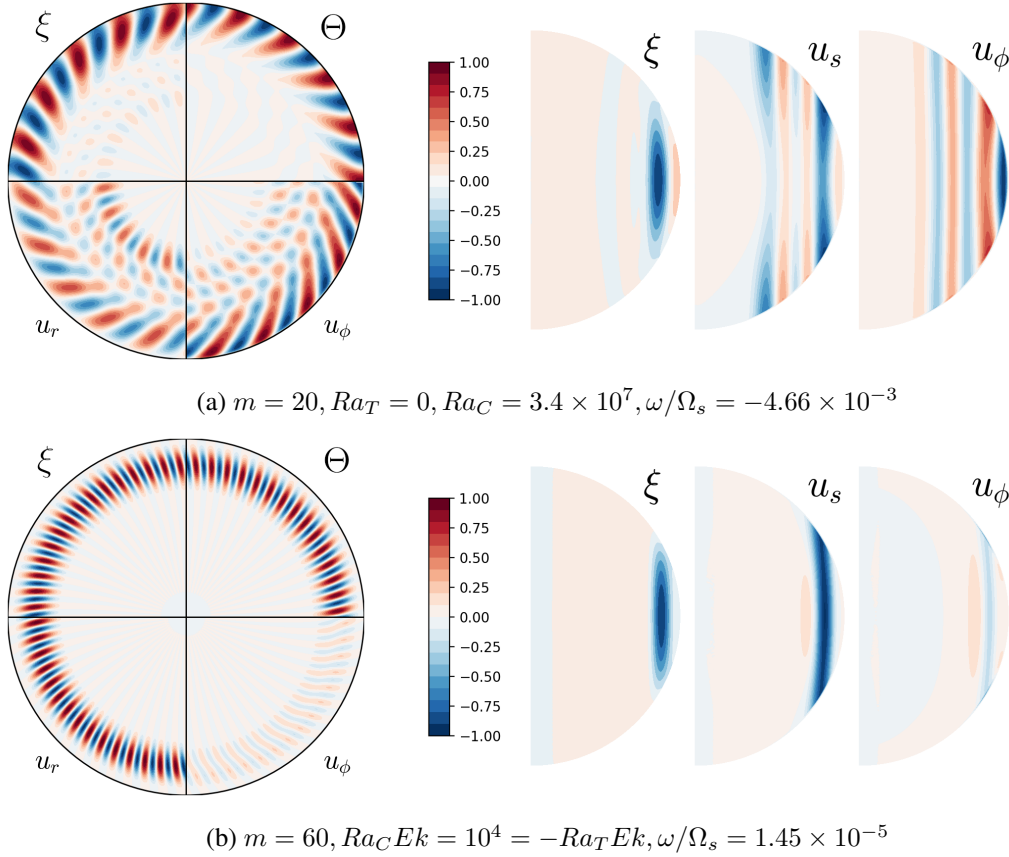 ξ Θ
u_r u_ϕ
1.00
0.75
0.50
0.25
0.00
−0.25
−0.50
−0.75
−1.00
ξ u_s u_ϕ
(a) m = 20, Ra_T = 0, Ra_C = 3.4 × 10^7, ω/Ω_s = −4.66 × 10^{−3}
ξ Θ
u_r u_ϕ
1.00
0.75
0.50
0.25
0.00
−0.25
−0.50
−0.75
−1.00
ξ u_s u_ϕ
(b) m = 60, Ra_C Ek = 10^4 = −Ra_T Ek, ω/Ω_s = 1.45 × 10^{−5}